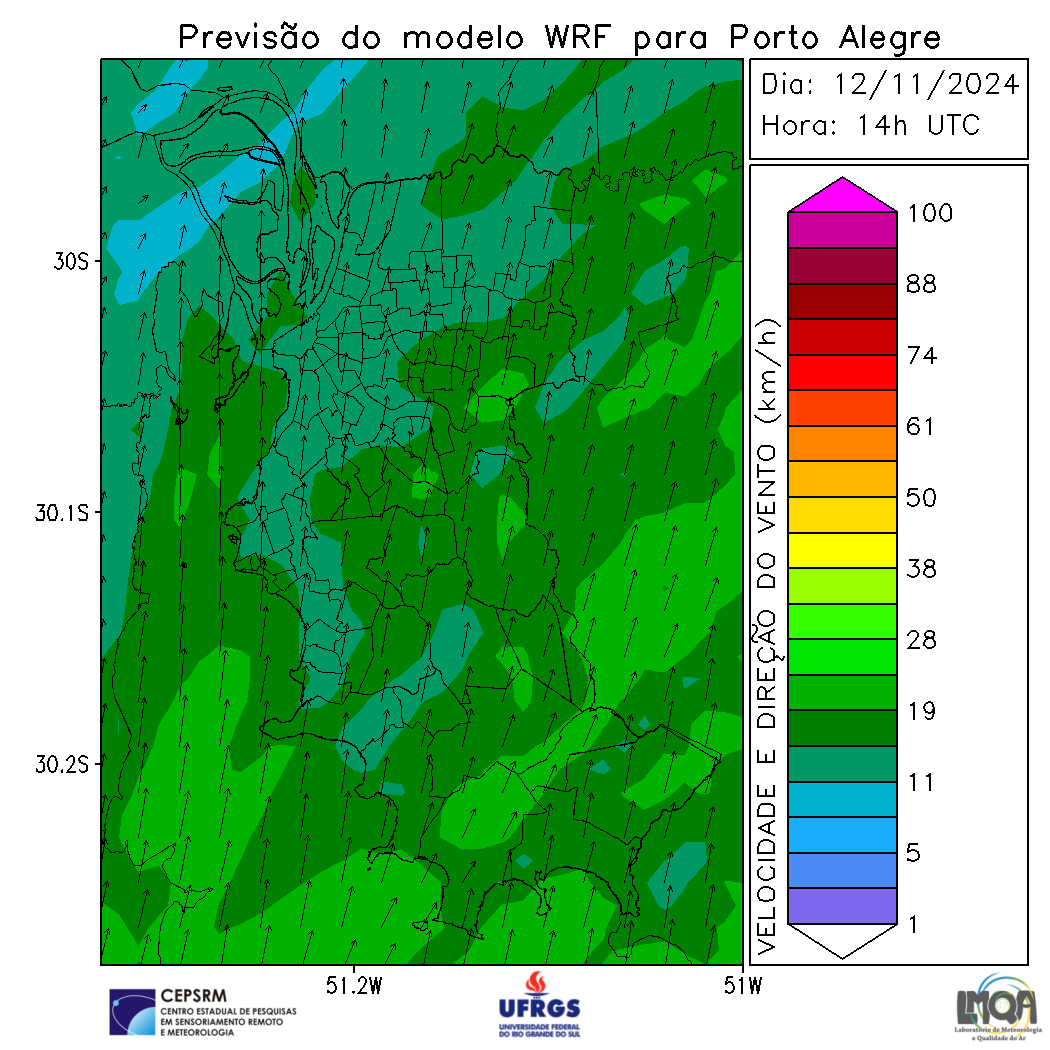 Previsão do modelo WRF para Porto Alegre
Dia: 12/11/2024
Hora: 14h UTC
30S
30.1S
30.2S
51.2W
51W
VELOCIDADE E DIREÇÃO DO VENTO (km/h)
100
88
74
61
50
38
28
19
11
5
1
CEPSRM
CENTRO ESTADUAL DE PESQUISAS
EM SENSORIAMENTO REMOTO
E METEOROLOGIA
UFRGS
UNIVERSIDADE FEDERAL
DO RIO GRANDE DO SUL
LMQA
Laboratório de Meteorologia
e Qualidade do Ar